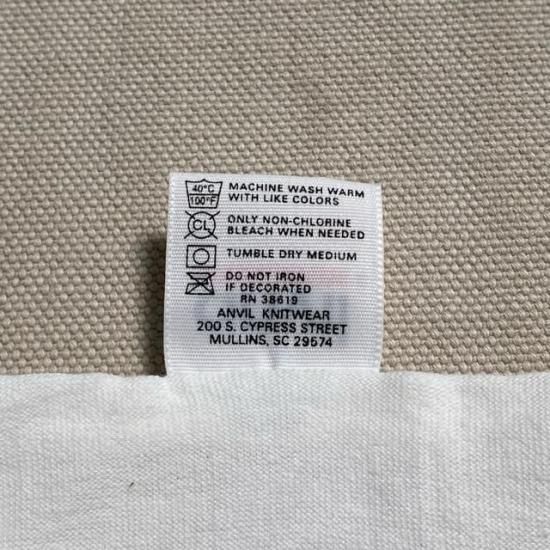 40°C
100°F
MACHINE WASH WARM
WITH LIKE COLORS
CL
ONLY NON-CHLORINE
BLEACH WHEN NEEDED
TUMBLE DRY MEDIUM
DO NOT IRON
IF DECORATED
RN 38619
ANVIL KNITWEAR
200 S. CYPRESS STREET
MULLINS, SC 29574